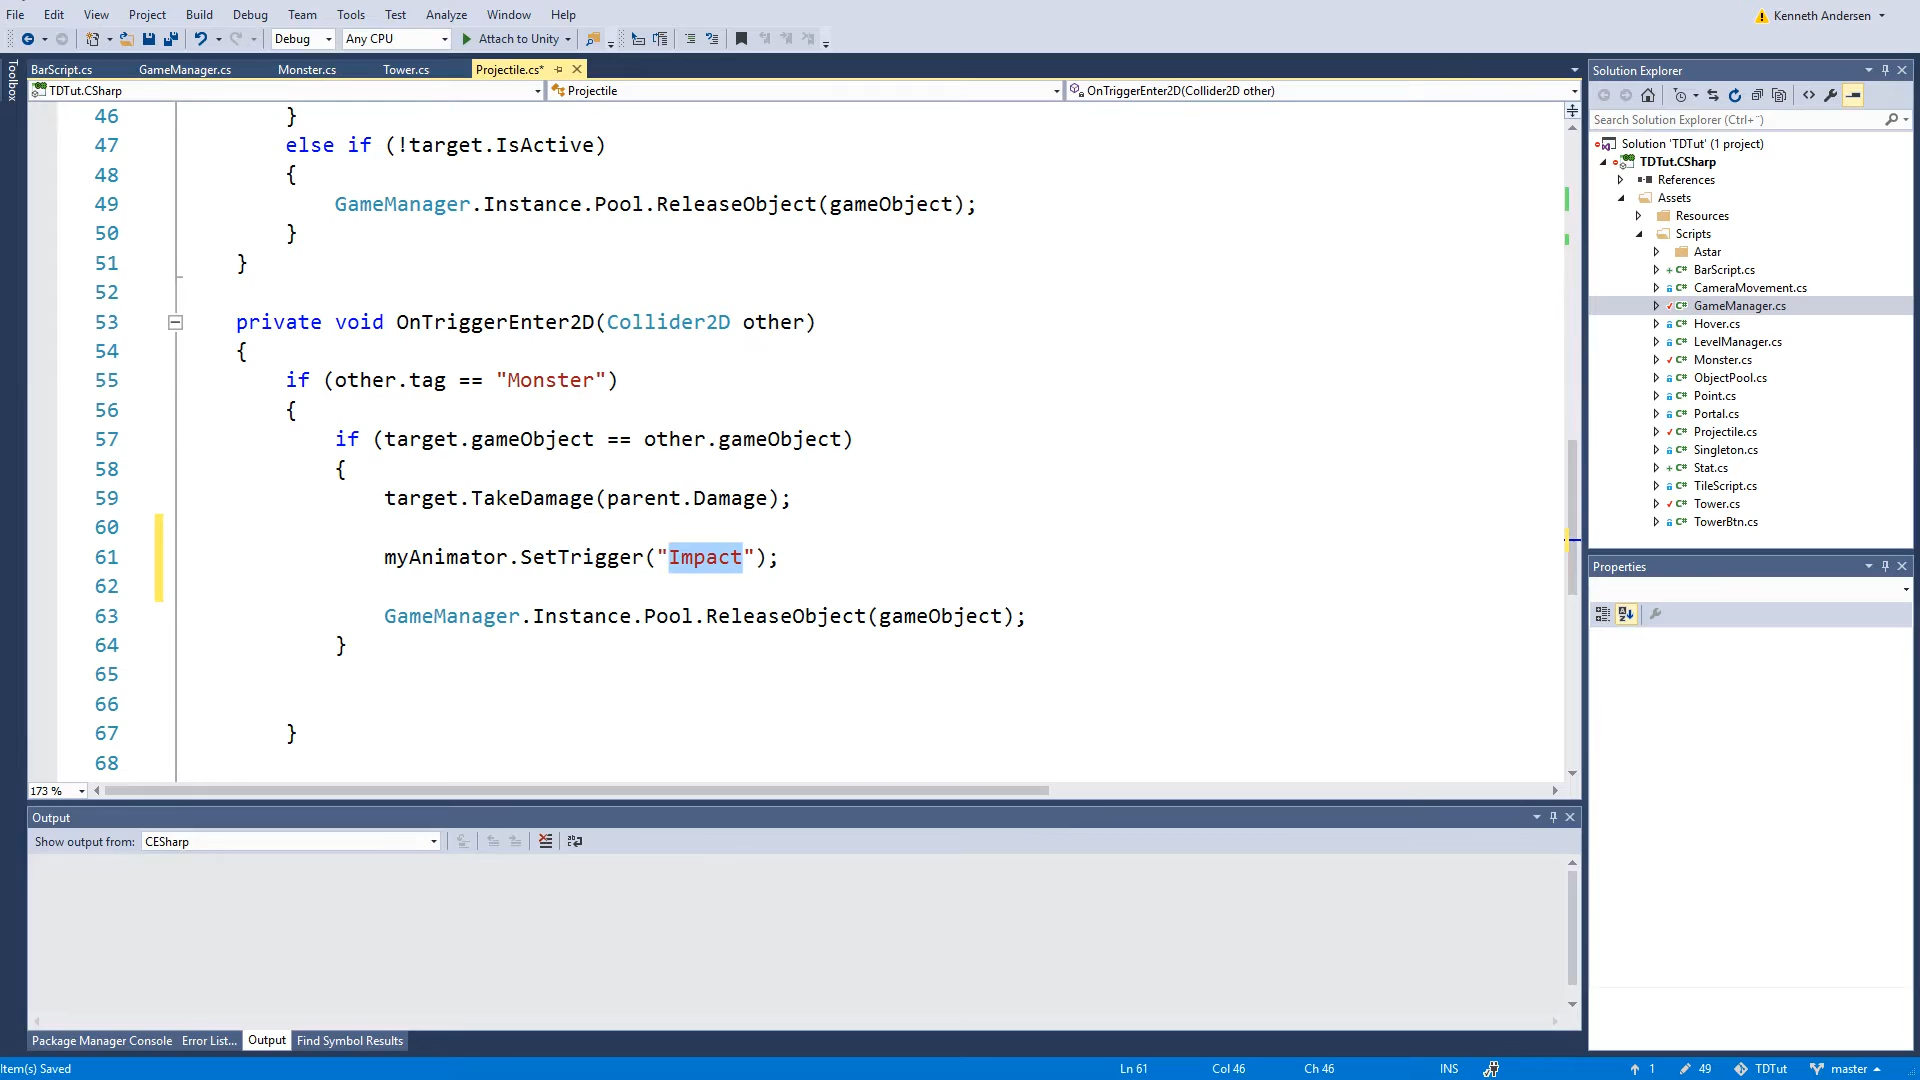 File Edit View Project Build Debug Team Tools Test Analyze Window Help
Kenneth Andersen
Debug Any CPU Attach to Unity
Toolbox
BarScript.cs GameManager.cs Monster.cs Tower.cs Projectile.cs*
TDTut.CSharp Projectile OnTriggerEnter2D(Collider2D other)
46 }
47 else if (!target.IsActive)
48 {
49 GameManager.Instance.Pool.ReleaseObject(gameObject);
50 }
51 }
52
53 private void OnTriggerEnter2D(Collider2D other)
54 {
55 if (other.tag == "Monster")
56 {
57 if (target.gameObject == other.gameObject)
58 {
59 target.TakeDamage(parent.Damage);
60
61 myAnimator.SetTrigger("Impact");
62
63 GameManager.Instance.Pool.ReleaseObject(gameObject);
64 }
65
66
67 }
68
173 %
Output
Show output from: CESharp
Package Manager Console Error List... Output Find Symbol Results
Solution Explorer
Search Solution Explorer (Ctrl+¨)
Solution 'TDTut' (1 project)
TDTut.CSharp
References
Assets
Resources
Scripts
Astar
C# BarScript.cs
C# CameraMovement.cs
C# GameManager.cs
C# Hover.cs
C# LevelManager.cs
C# Monster.cs
C# ObjectPool.cs
C# Point.cs
C# Portal.cs
C# Projectile.cs
C# Singleton.cs
C# Stat.cs
C# TileScript.cs
C# Tower.cs
C# TowerBtn.cs
Properties
Item(s) Saved Ln 61 Col 46 Ch 46 INS 1 49 TDTut master